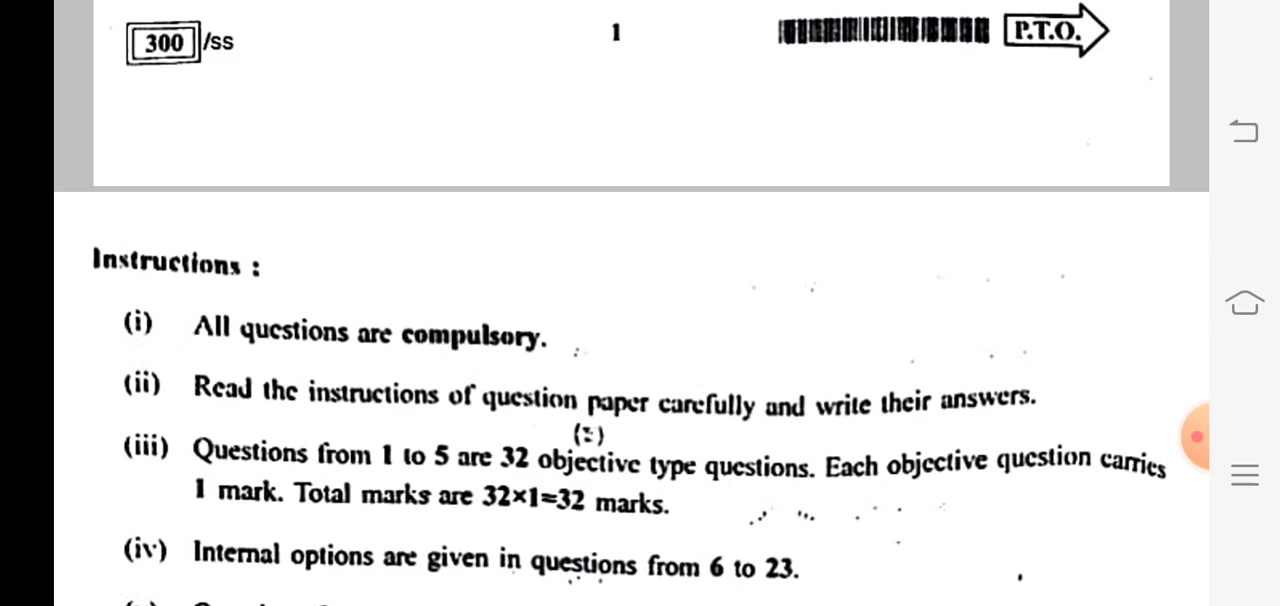 300 /ss 1 P.T.O.
Instructions :
(i) All questions are compulsory.
(ii) Read the instructions of question paper carefully and write their answers.
(iii) Questions from 1 to 5 are 32 objective type questions. Each objective question carries
1 mark. Total marks are 32×1=32 marks.
(iv) Internal options are given in questions from 6 to 23.